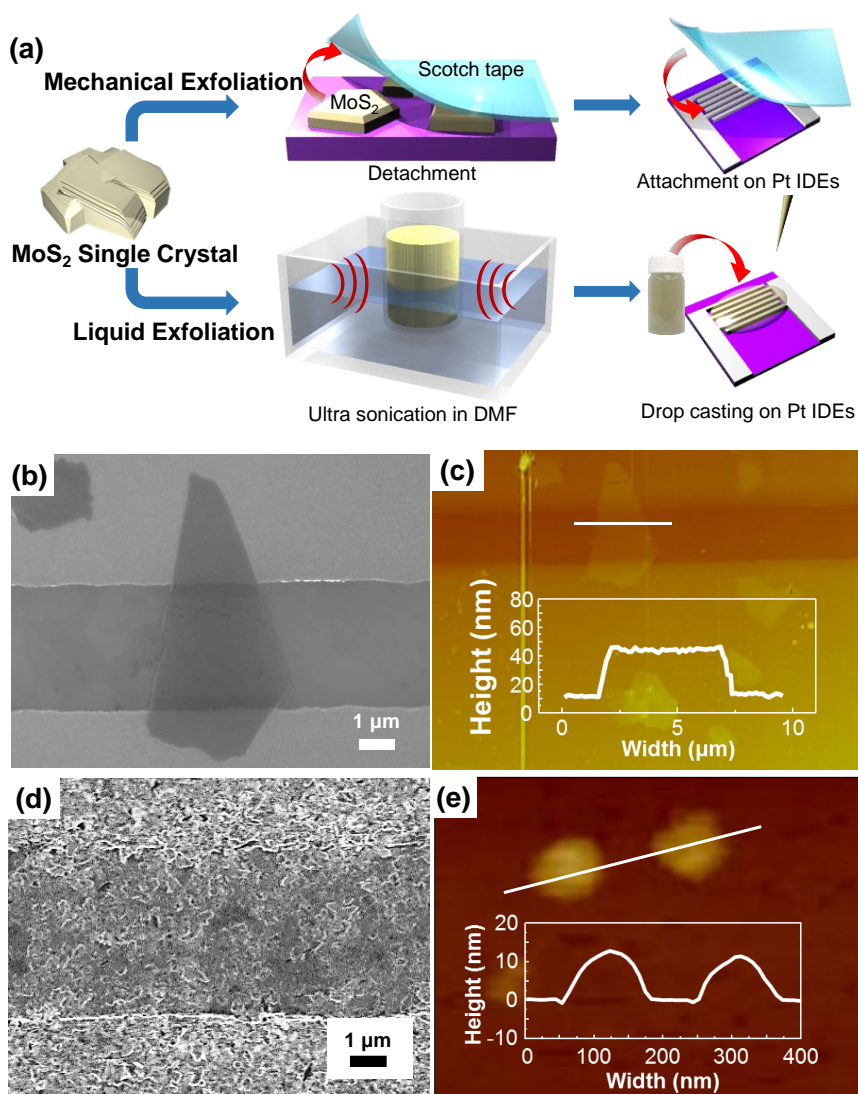 (a)
Mechanical Exfoliation
Scotch tape
MoS₂
Detachment
Attachment on Pt IDEs
MoS₂ Single Crystal
Liquid Exfoliation
Ultra sonication in DMF
Drop casting on Pt IDEs
(b)
1 µm
(c)
Height (nm)
80
60
40
20
0
0 5 10
Width (µm)
(d)
1 µm
(e)
Height (nm)
20
10
0
-10
0 100 200 300 400
Width (nm)